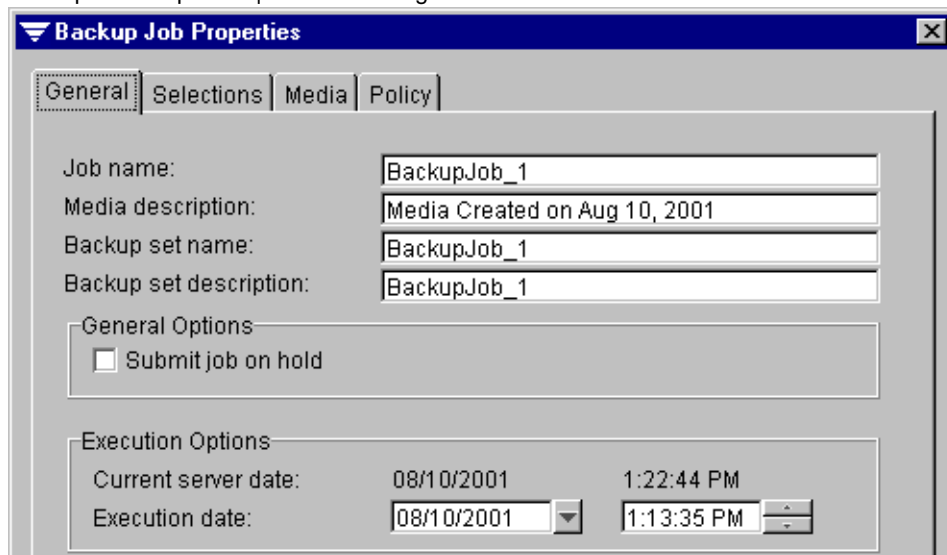 Backup Job Properties
General Selections Media Policy
Job name: BackupJob_1
Media description: Media Created on Aug 10, 2001
Backup set name: BackupJob_1
Backup set description: BackupJob_1
General Options
Submit job on hold
Execution Options
Current server date: 08/10/2001 1:22:44 PM
Execution date: 08/10/2001 1:13:35 PM